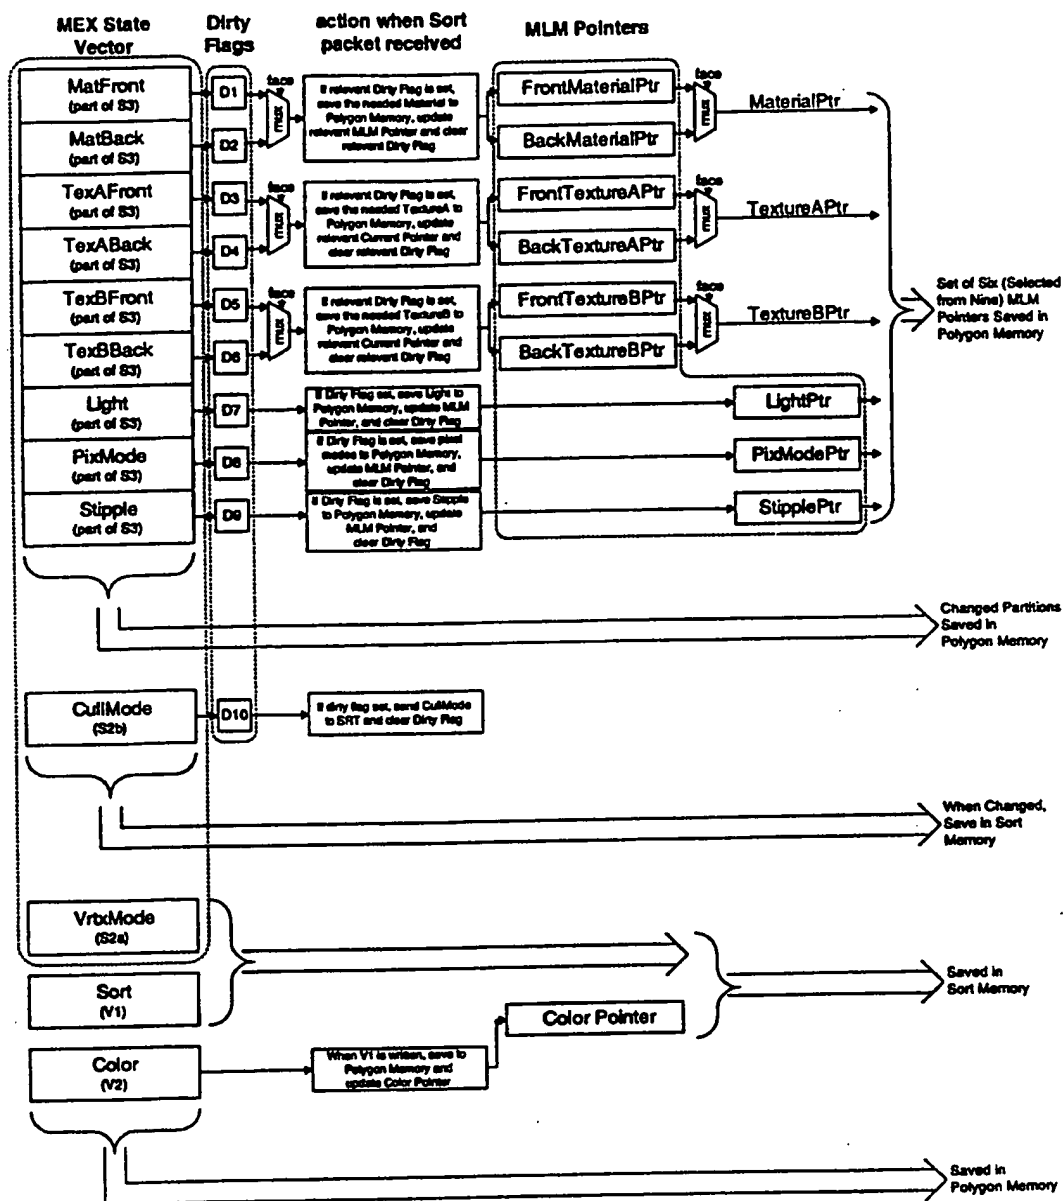 MEX State
Vector
Dirty
Flags
action when Sort
packet received
MLM Pointers
MatFront
(part of S3)
D1
face
mux
If relevant Dirty Flag is set,
save the needed Material to
Polygon Memory, update
relevant MLM Pointer and clear
relevant Dirty Flag
FrontMaterialPtr
face
mux
MaterialPtr
MatBack
(part of S3)
D2
BackMaterialPtr
TexAFront
(part of S3)
D3
face
mux
If relevant Dirty Flag is set,
save the needed TextureA to
Polygon Memory, update
relevant Current Pointer and
clear relevant Dirty Flag
FrontTextureAPtr
face
mux
TextureAPtr
TexABack
(part of S3)
D4
BackTextureAPtr
TexBFront
(part of S3)
D5
face
mux
If relevant Dirty Flag is set,
save the needed TextureB to
Polygon Memory, update
relevant Current Pointer and
clear relevant Dirty Flag
FrontTextureBPtr
face
mux
TextureBPtr
TexBBack
(part of S3)
D6
BackTextureBPtr
Set of Six (Selected
from Nine) MLM
Pointers Saved in
Polygon Memory
Light
(part of S3)
D7
If Dirty Flag set, save Light to
Polygon Memory, update MLM
Pointer, and clear Dirty Flag
LightPtr
PixMode
(part of S3)
D8
If Dirty Flag is set, save pixel
modes to Polygon Memory,
update MLM Pointer, and
clear Dirty Flag
PixModePtr
Stipple
(part of S3)
D9
If Dirty Flag is set, save Stipple
to Polygon Memory, update
MLM Pointer, and
clear Dirty Flag
StipplePtr
Changed Partitions
Saved in
Polygon Memory
CullMode
(S2b)
D10
If dirty flag set, send CullMode
to SRT and clear Dirty Flag
When Changed,
Save in Sort
Memory
VrtxMode
(S2a)
Sort
(V1)
Saved in
Sort Memory
Color Pointer
Color
(V2)
When V1 is written, save to
Polygon Memory and
update Color Pointer
Saved in
Polygon Memory